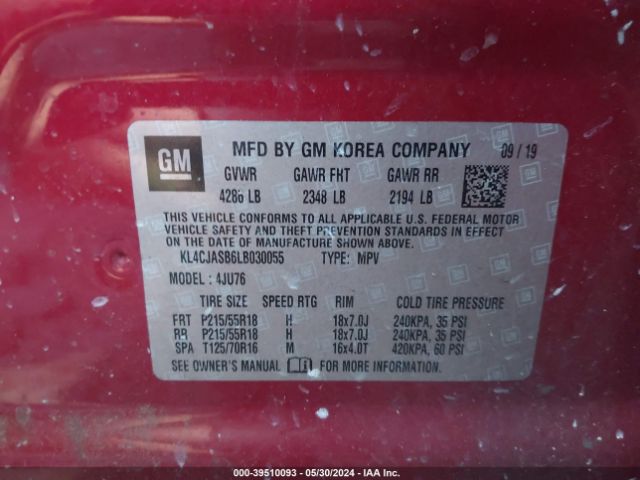 GM
MFD BY GM KOREA COMPANY 09 / 19
GVWR GAWR FRT GAWR RR
4286 LB 2348 LB 2194 LB
THIS VEHICLE CONFORMS TO ALL APPLICABLE U.S. FEDERAL MOTOR
VEHICLE SAFETY AND THEFT PREVENTION STANDARDS IN EFFECT
ON THE DATE OF MANUFACTURE SHOWN ABOVE.
KL4CJASB6LB030055 TYPE: MPV
MODEL : 4JU76
TIRE SIZE SPEED RTG RIM COLD TIRE PRESSURE
FRT P215/55R18 H 18x7.0J 240KPA, 35 PSI
RR P215/55R18 H 18x7.0J 240KPA, 35 PSI
SPA T125/70R16 M 16x4.0T 420KPA, 60 PSI
SEE OWNER'S MANUAL FOR MORE INFORMATION.
000-39510093 - 05/30/2024 - IAA Inc.